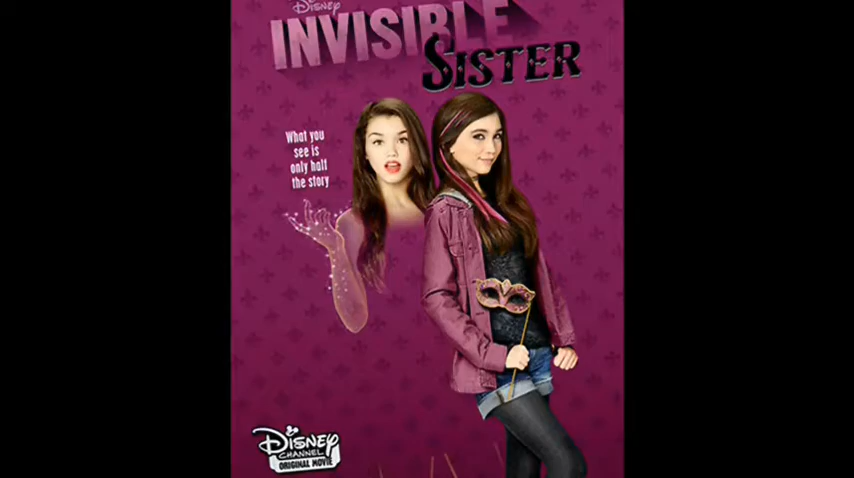 Disney
INVISIBLE
SISTER
What you
see is
only half
the story
Disney
CHANNEL
ORIGINAL MOVIE